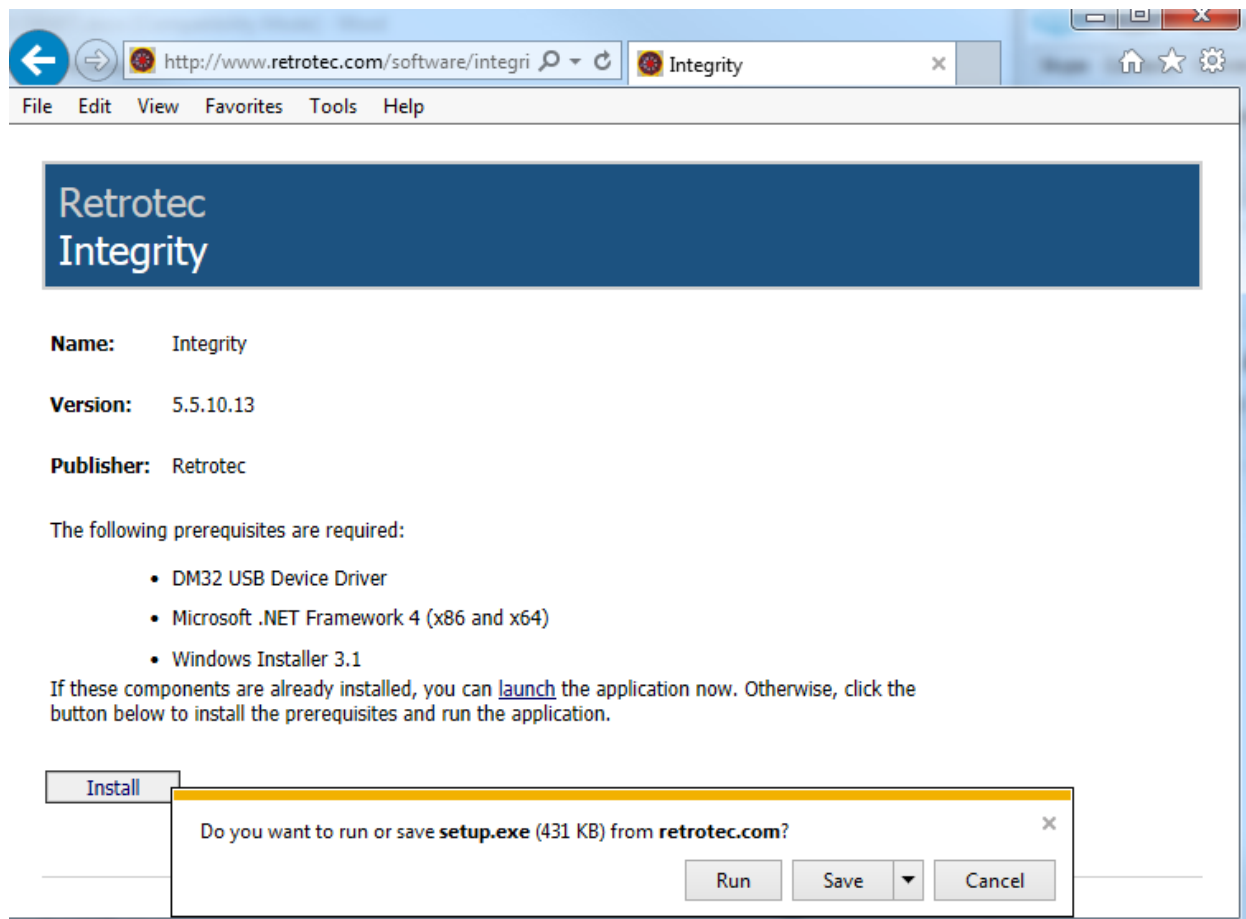 http://www.retrotec.com/software/integri
Integrity
File Edit View Favorites Tools Help
Retrotec
Integrity
Name: Integrity
Version: 5.5.10.13
Publisher: Retrotec
The following prerequisites are required:
• DM32 USB Device Driver
• Microsoft .NET Framework 4 (x86 and x64)
• Windows Installer 3.1
If these components are already installed, you can launch the application now. Otherwise, click the
button below to install the prerequisites and run the application.
Install
Do you want to run or save setup.exe (431 KB) from retrotec.com?
Run Save Cancel